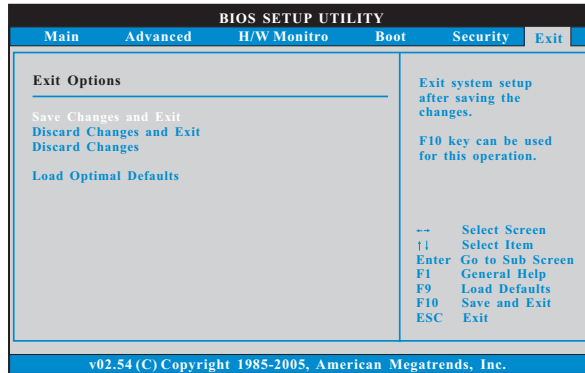 BIOS SETUP UTILITY
Main Advanced H/W Monitro Boot Security Exit
Exit Options
Save Changes and Exit
Discard Changes and Exit
Discard Changes
Load Optimal Defaults
Exit system setup
after saving the
changes.
F10 key can be used
for this operation.
←→ Select Screen
↑↓ Select Item
Enter Go to Sub Screen
F1 General Help
F9 Load Defaults
F10 Save and Exit
ESC Exit
v02.54 (C) Copyright 1985-2005, American Megatrends, Inc.